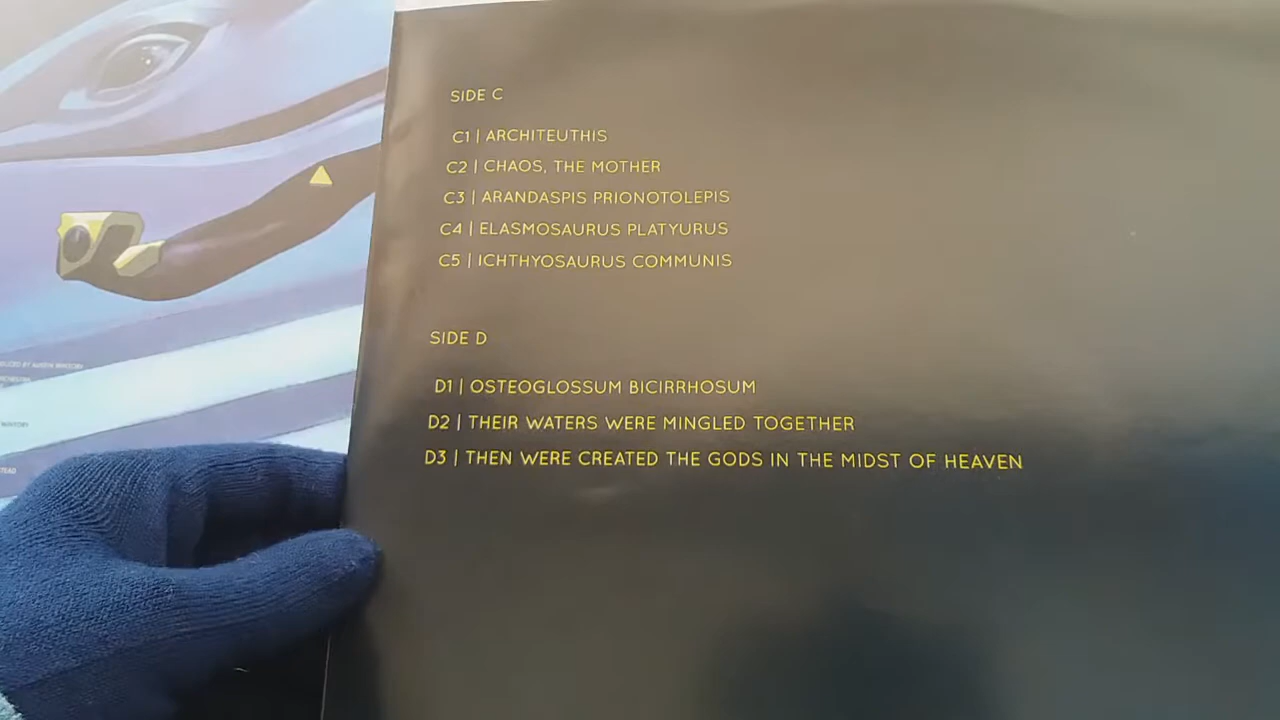 SIDE C
C1 | ARCHITEUTHIS
C2 | CHAOS, THE MOTHER
C3 | ARANDASPIS PRIONOTOLEPIS
C4 | ELASMOSAURUS PLATYURUS
C5 | ICHTHYOSAURUS COMMUNIS
SIDE D
D1 | OSTEOGLOSSUM BICIRRHOSUM
D2 | THEIR WATERS WERE MINGLED TOGETHER
D3 | THEN WERE CREATED THE GODS IN THE MIDST OF HEAVEN